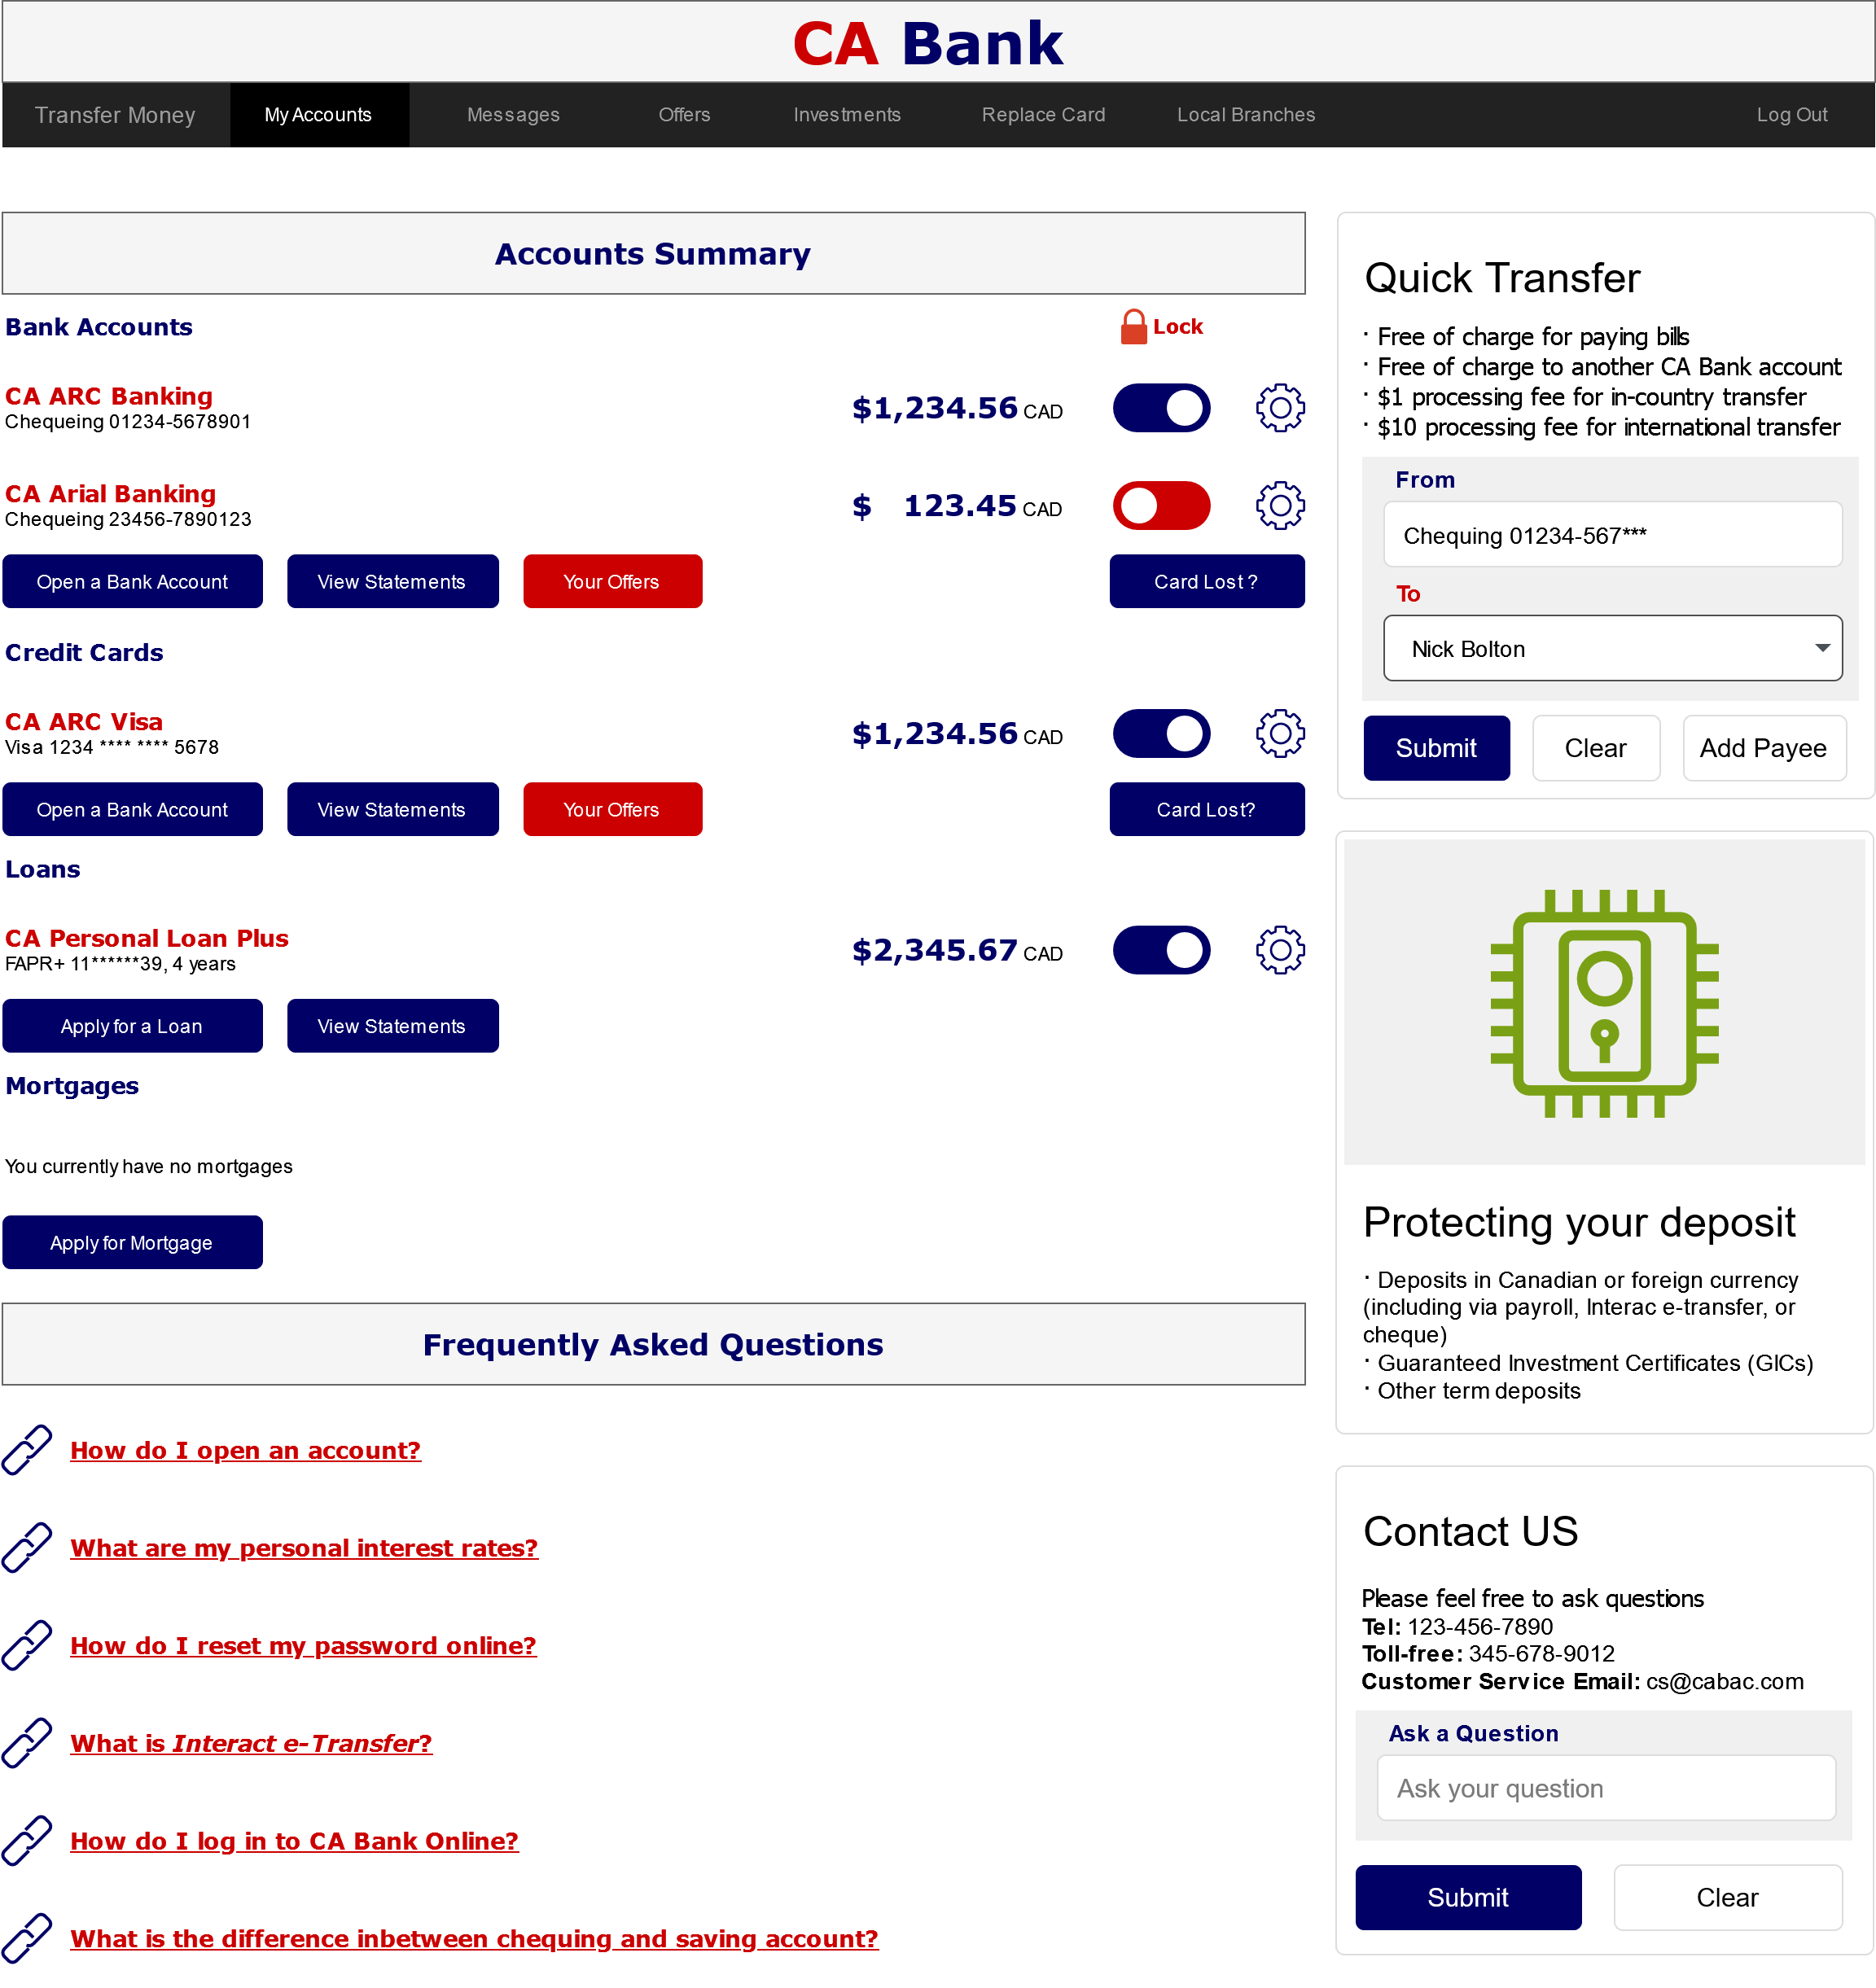 CA Bank
Transfer Money My Accounts Messages Offers Investments Replace Card Local Branches Log Out
Accounts Summary
Bank Accounts Lock
CA ARC Banking
Chequeing 01234-5678901
$1,234.56 CAD
CA Arial Banking
Chequeing 23456-7890123
$ 123.45 CAD
Open a Bank Account View Statements Your Offers Card Lost ?
Credit Cards
CA ARC Visa
Visa 1234 **** **** 5678
$1,234.56 CAD
Open a Bank Account View Statements Your Offers Card Lost?
Loans
CA Personal Loan Plus
FAPR+ 11******39, 4 years
$2,345.67 CAD
Apply for a Loan View Statements
Mortgages
You currently have no mortgages
Apply for Mortgage
Frequently Asked Questions
How do I open an account?
What are my personal interest rates?
How do I reset my password online?
What is Interact e-Transfer?
How do I log in to CA Bank Online?
What is the difference inbetween chequing and saving account?
Quick Transfer
· Free of charge for paying bills
· Free of charge to another CA Bank account
· $1 processing fee for in-country transfer
· $10 processing fee for international transfer
From
Chequing 01234-567***
To
Nick Bolton
Submit Clear Add Payee
Protecting your deposit
· Deposits in Canadian or foreign currency
(including via payroll, Interac e-transfer, or
cheque)
· Guaranteed Investment Certificates (GICs)
· Other term deposits
Contact US
Please feel free to ask questions
Tel: 123-456-7890
Toll-free: 345-678-9012
Customer Service Email: cs@cabac.com
Ask a Question
Ask your question
Submit Clear